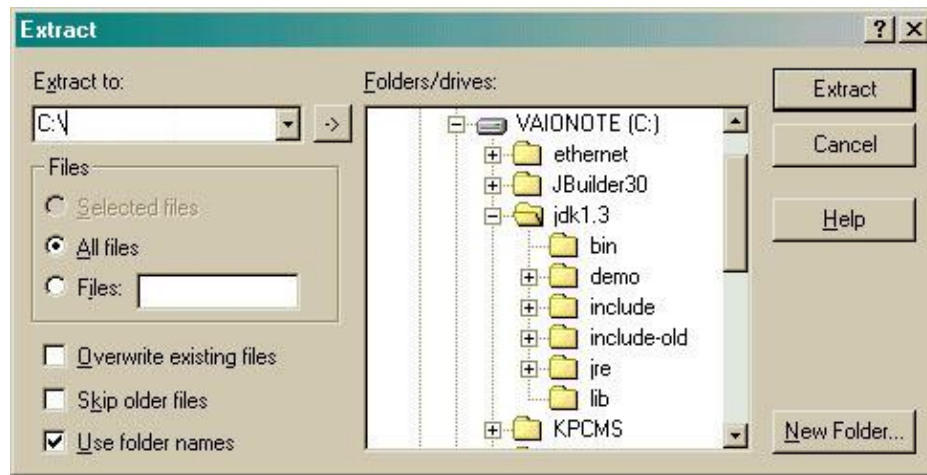 Extract
? X
Extract to:
C:\
->
Files
Selected files
All files
Files:
Overwrite existing files
Skip older files
Use folder names
Folders/drives:
VAIONOTE (C:)
ethernet
JBuilder30
jdk1.3
bin
demo
include
include-old
jre
lib
KPCMS
Extract
Cancel
Help
New Folder...